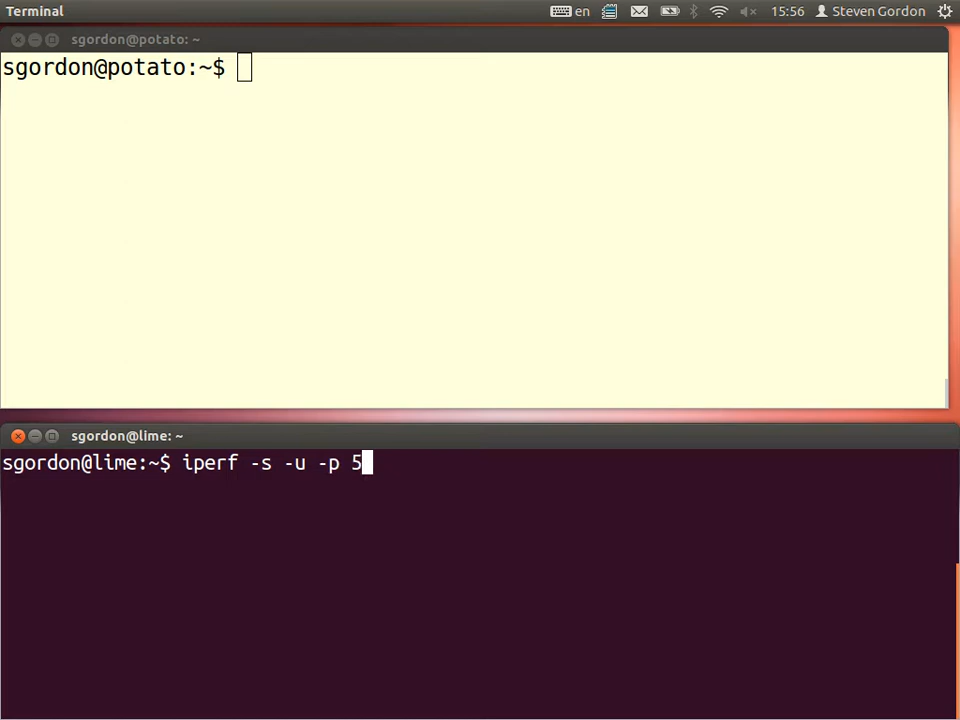 Terminal
en
15:56
Steven Gordon
sgordon@potato: ~
sgordon@potato:~$
sgordon@lime: ~
sgordon@lime:~$ iperf -s -u -p 5